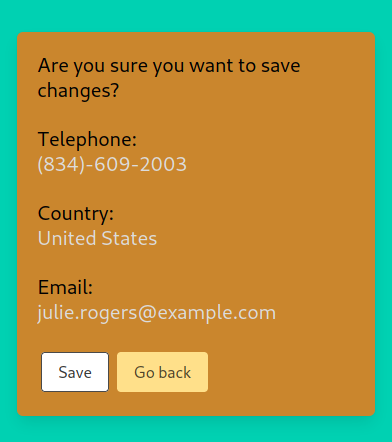 Are you sure you want to save
changes?
Telephone:
(834)-609-2003
Country:
United States
Email:
julie.rogers@example.com
Save
Go back